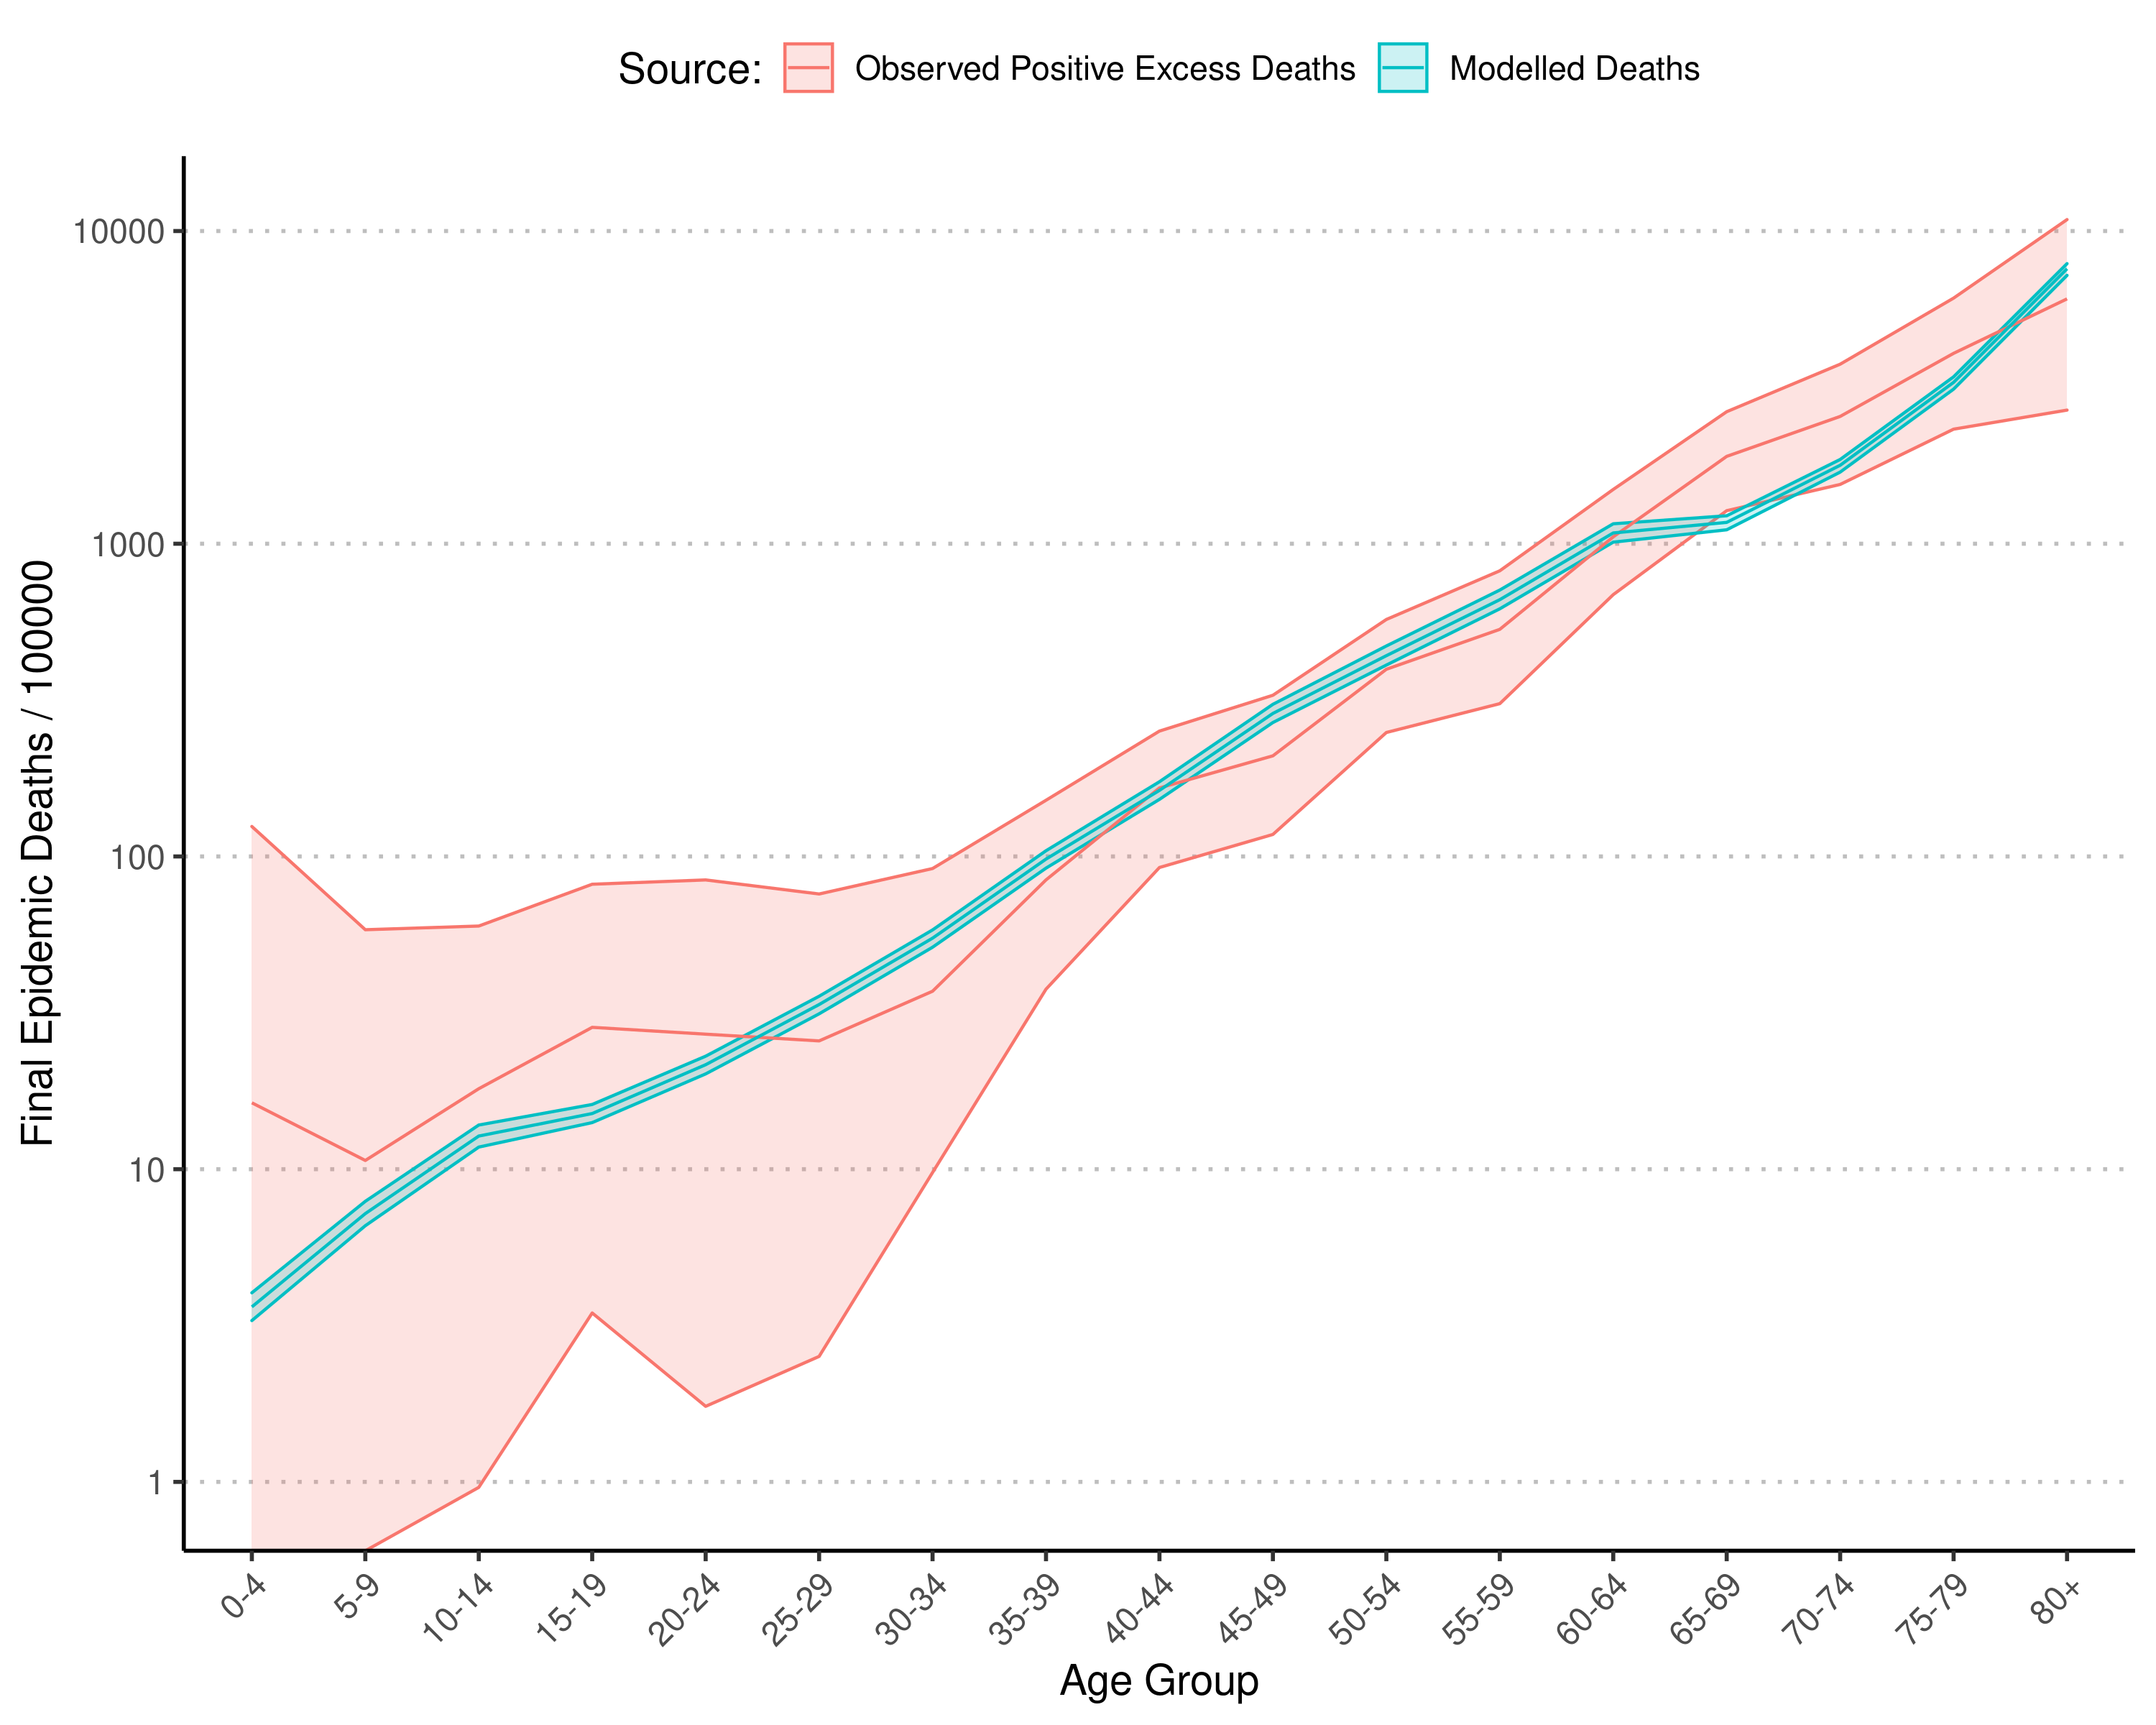 Source: Observed Positive Excess Deaths Modelled Deaths
Final Epidemic Deaths / 100000
10000
1000
100
10
1
0-4 5-9 10-14 15-19 20-24 25-29 30-34 35-39 40-44 45-49 50-54 55-59 60-64 65-69 70-74 75-79 80+
Age Group